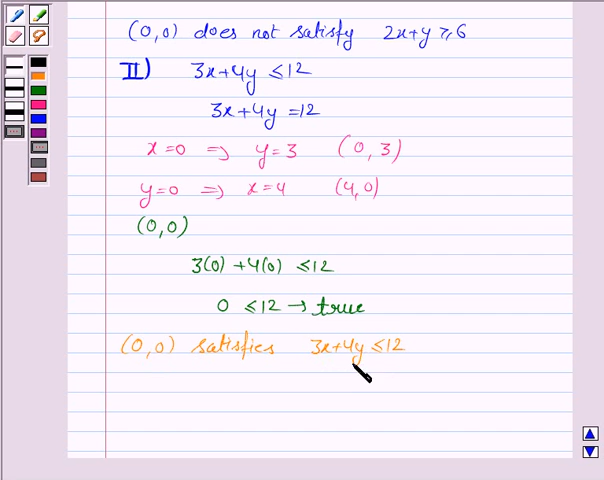 (0,0) does not satisfy 2x+y ≥ 6
II) 3x+4y ≤ 12
3x+4y = 12
x=0 ⇒ y=3 (0, 3)
y=0 ⇒ x=4 (4,0)
(0,0)
3(0) +4(0) ≤ 12
0 ≤ 12 → true
(0,0) satisfies 3x+4y ≤ 12